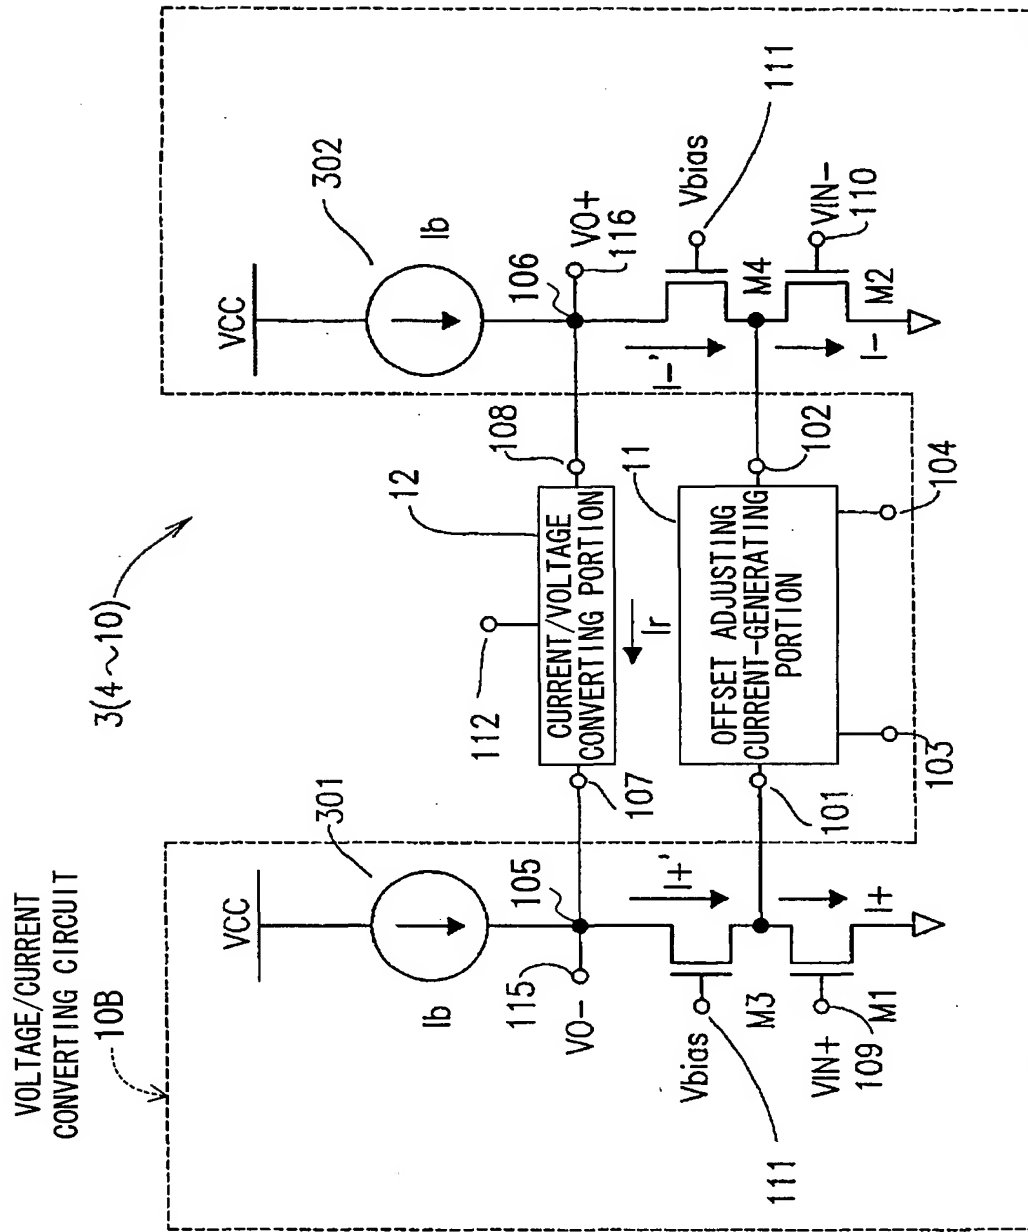 3(4~10)
VOLTAGE/CURRENT
CONVERTING CIRCUIT
10B
VCC
VCC
301
302
Ib
Ib
105
106
115
VO-
VO+
116
107
112
12
108
CURRENT/VOLTAGE
CONVERTING PORTION
Ir
I+'
I-'
Vbias
111
Vbias
111
M3
M4
101
11
102
OFFSET ADJUSTING
CURRENT-GENERATING
PORTION
103
104
VIN+
109
M1
I+
I-
M2
VIN-
110